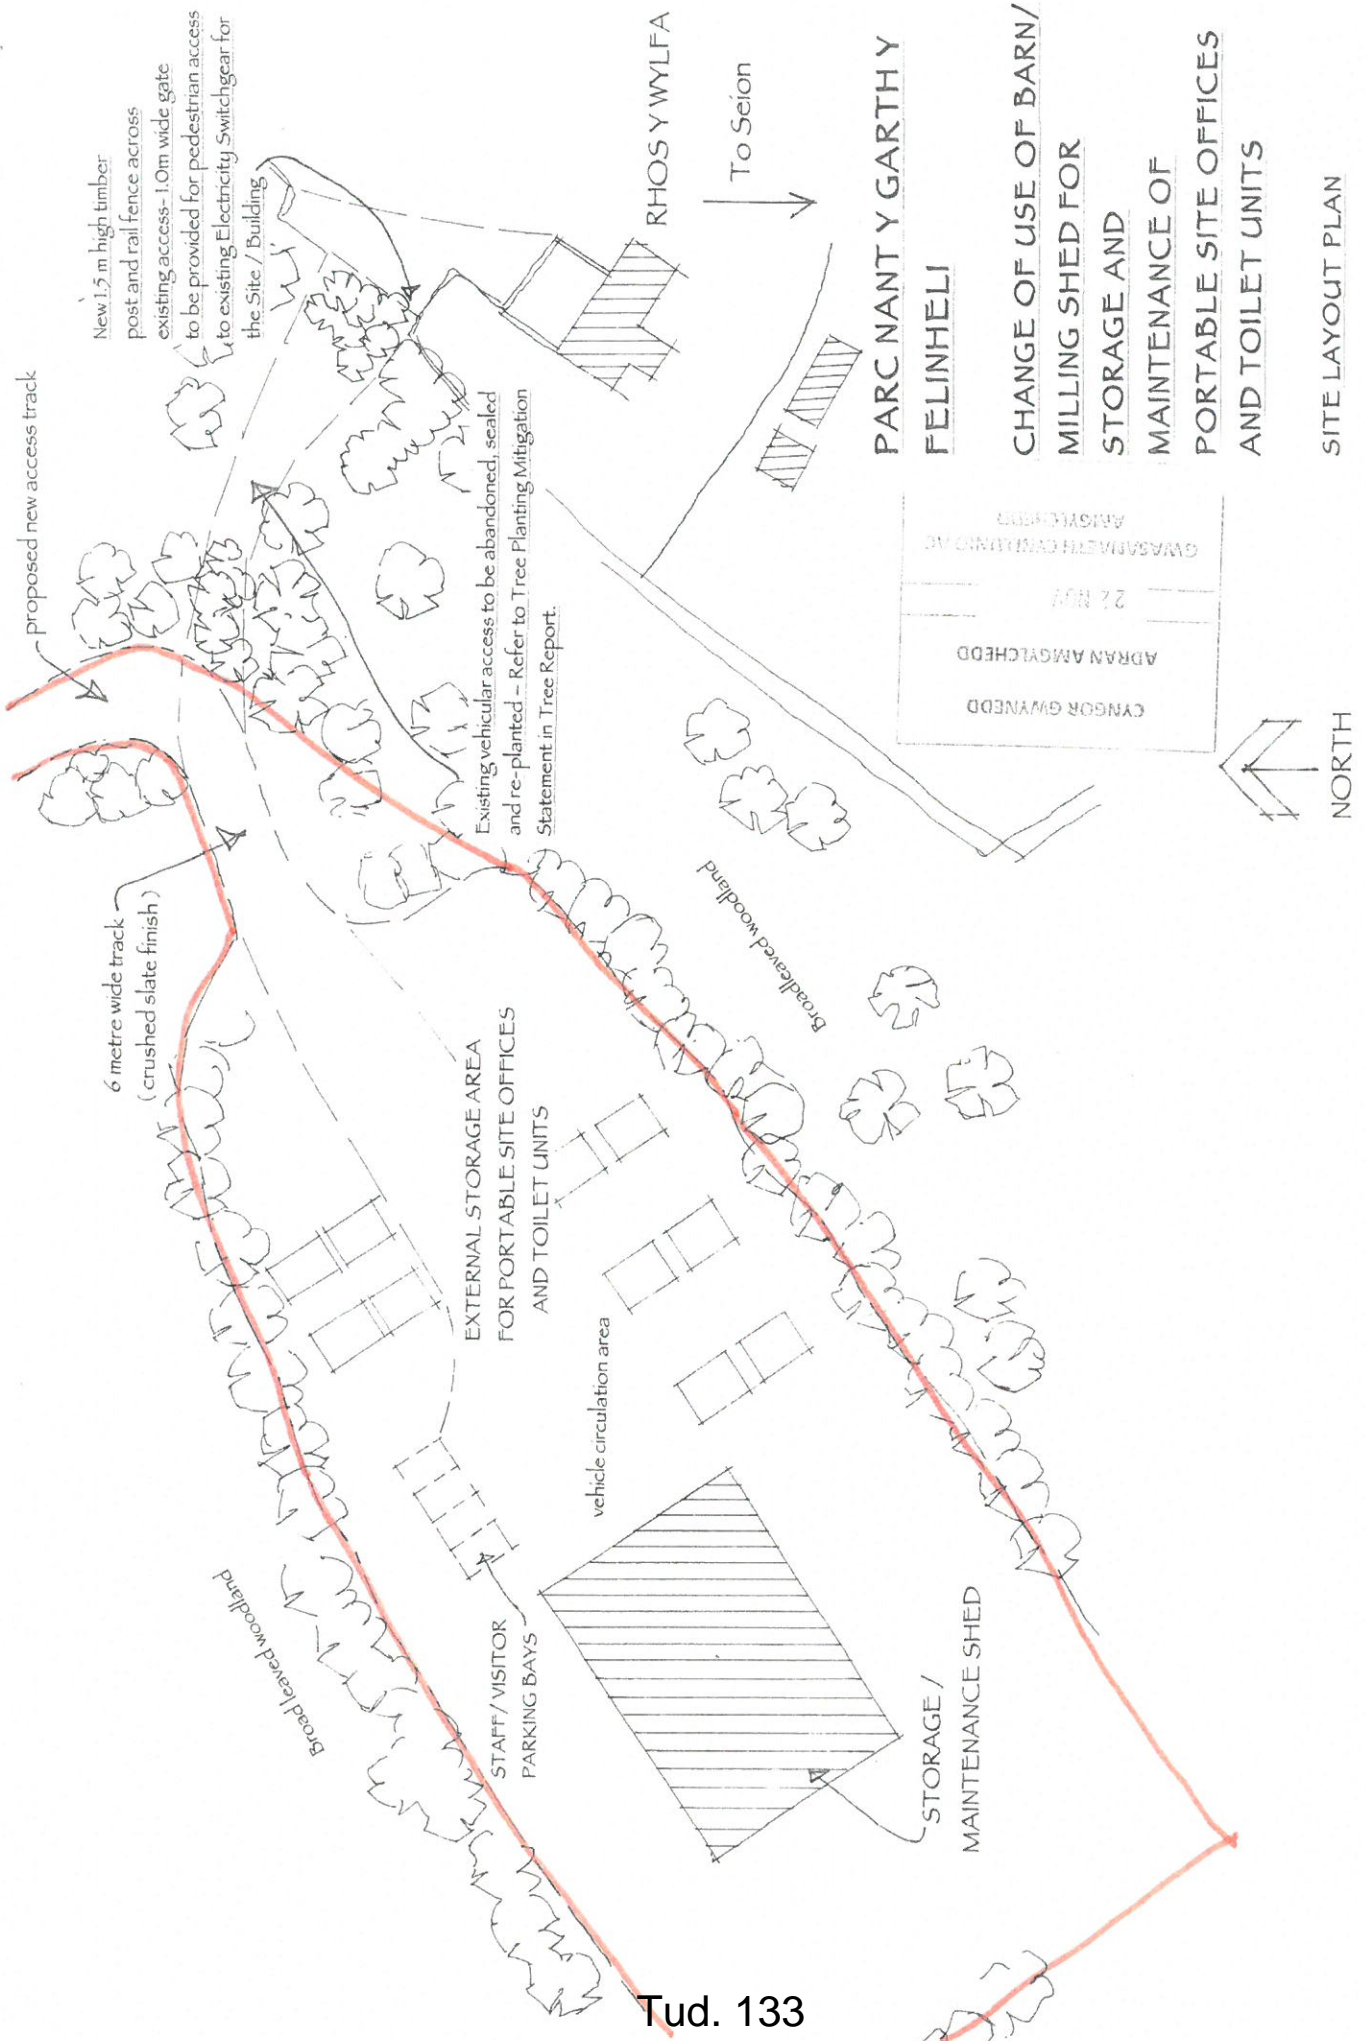 proposed new access track
New 1.5 m high timber
post and rail fence across
existing access - 1.0m wide gate
to be provided for pedestrian access
to existing Electricity Switchgear for
the Site / Building
RHOS Y WYLFA
To Seion
6 metre wide track
(crushed slate finish)
Existing vehicular access to be abandoned, sealed
and re-planted - Refer to Tree Planting Mitigation
Statement in Tree Report.
Broadleaved woodland
EXTERNAL STORAGE AREA
FOR PORTABLE SITE OFFICES
AND TOILET UNITS
vehicle circulation area
Broad leaved woodland
STAFF / VISITOR
PARKING BAYS
STORAGE /
MAINTENANCE SHED
PARC NANT Y GARTH Y
FELINHELI
CHANGE OF USE OF BARN/
MILLING SHED FOR
STORAGE AND
MAINTENANCE OF
PORTABLE SITE OFFICES
AND TOILET UNITS
SITE LAYOUT PLAN
CYNGOR GWYNEDD
ADRAN AMGYLCHEDD
NOV
GWASANAETH CYNLLUNIO AC
AMGYLCHEDD
NORTH
Tud. 133